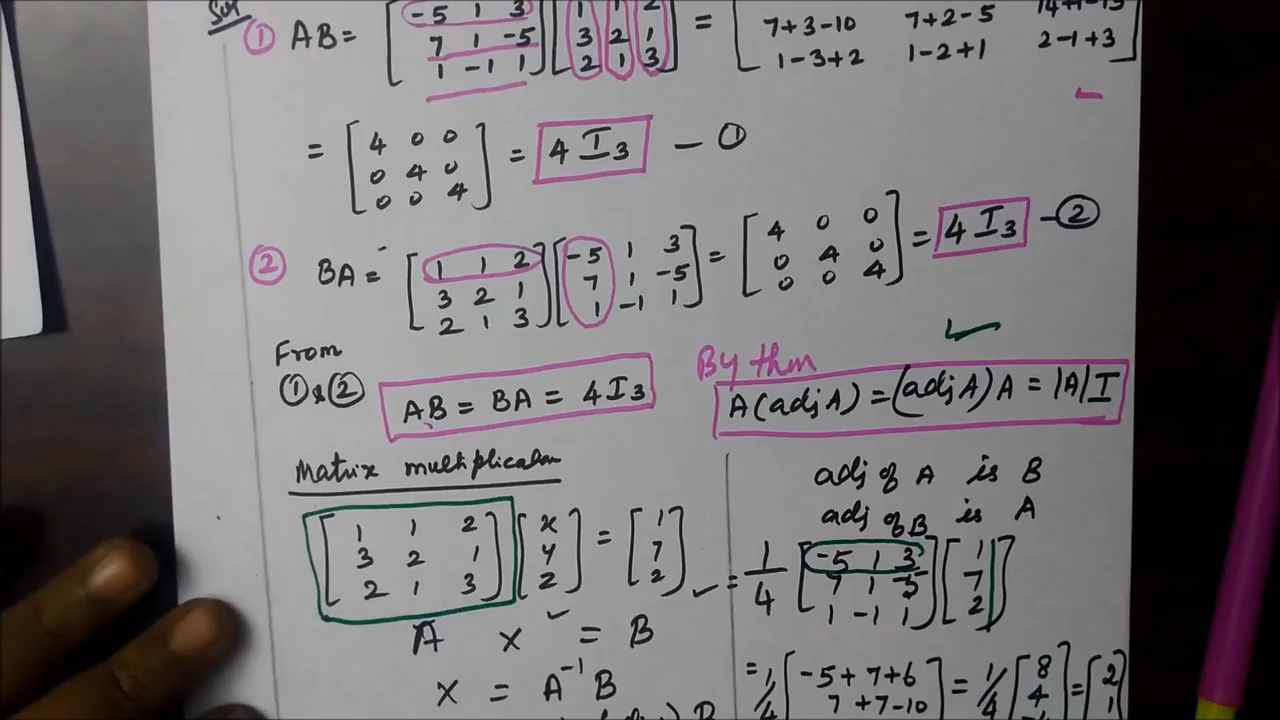 ① AB = [ -5 1 3 ] [ 1 1 2 ] = [
7 1 -5 3 2 1 7+3-10 7+2-5
1 -1 1 2 1 3 1-3+2 1-2+1 2-1+3
= [ 4 0 0 ] = 4 I3 — ①
0 4 0
0 0 4
② BA = [ 1 1 2 ] [ -5 1 3 ] = [ 4 0 0 ] = 4 I3 — ②
3 2 1 7 1 -5 0 4 0
2 1 3 1 -1 1 0 0 4
From
① & ② AB = BA = 4I3
By thm
A(adjA) = (adjA)A = |A|I
Matrix multiplication
[ 1 1 2 ] [ x ] = [ 1 ]
3 2 1 y 7
2 1 3 z 2
A x = B
x = A⁻¹B
adj of A is B
adj of B is A
= 1/4 [ -5 1 3 ] [ 1 ]
7 1 -5 7
1 -1 1 2
= 1/4 [ -5+7+6 ] = 1/4 [ 8 ] = [ 2 ]
7+7-10 4 1